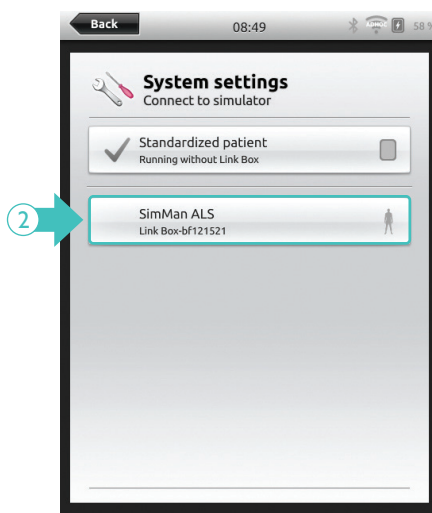 Back
08:49
58 %
System settings
Connect to simulator
Standardized patient
Running without Link Box
2
SimMan ALS
Link Box-bf121521